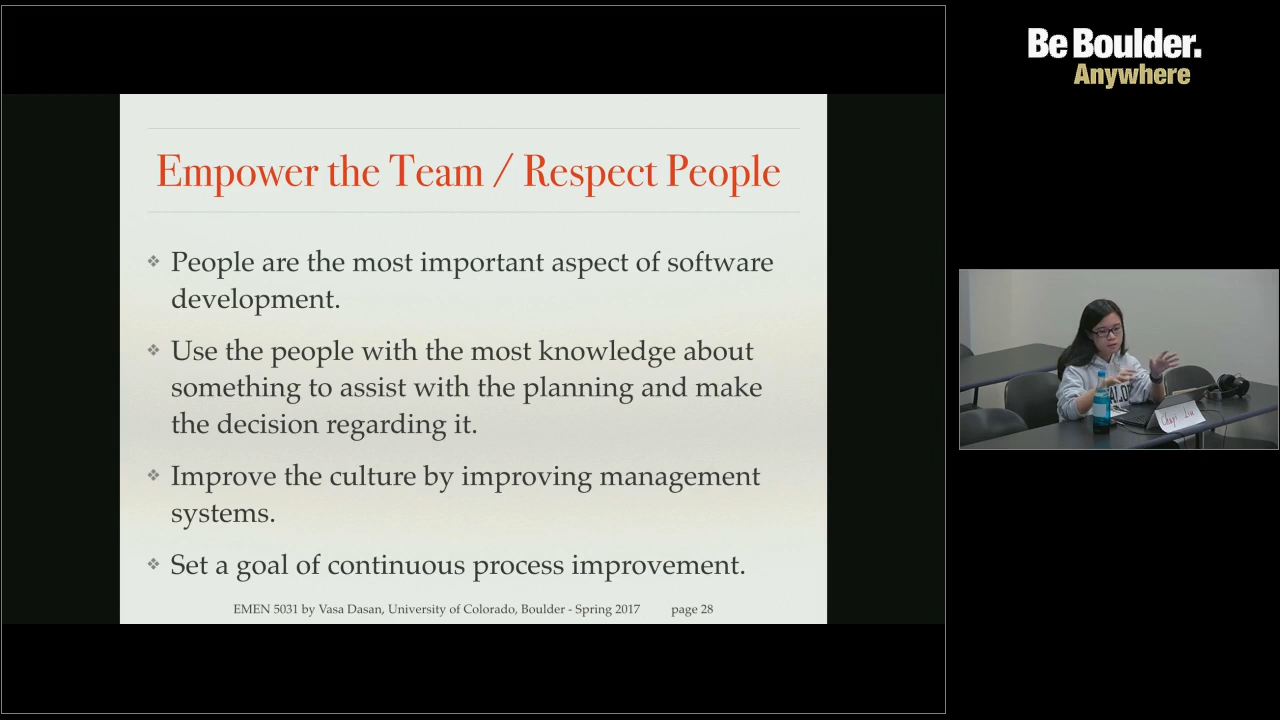 Be Boulder.
Anywhere
Empower the Team / Respect People
❖ People are the most important aspect of software
development.
❖ Use the people with the most knowledge about
something to assist with the planning and make
the decision regarding it.
❖ Improve the culture by improving management
systems.
❖ Set a goal of continuous process improvement.
EMEN 5031 by Vasa Dasan, University of Colorado, Boulder - Spring 2017 page 28